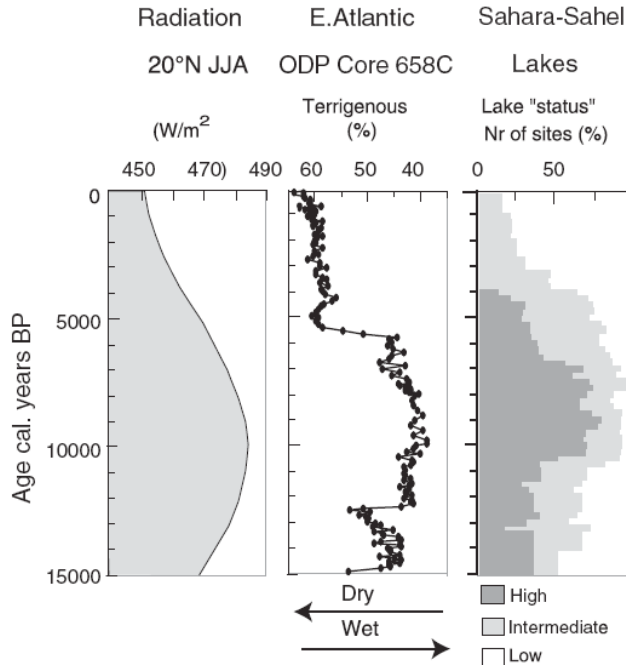 Radiation
E.Atlantic
Sahara-Sahel
20°N JJA
ODP Core 658C
Lakes
(W/m²
Terrigenous
(%)
Lake "status"
Nr of sites (%)
450 470) 490
60 50 40
0 50
Age cal. years BP
0
5000
10000
15000
Dry
Wet
High
Intermediate
Low